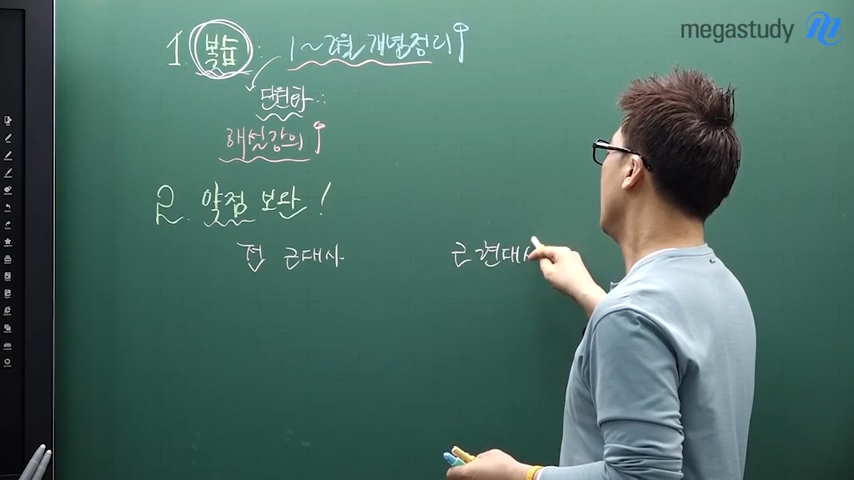 megastudy
1. 복습 : 1~2월 개념정리
단원하
해설강의
2. 약점 보완!
전 근대사 근현대사